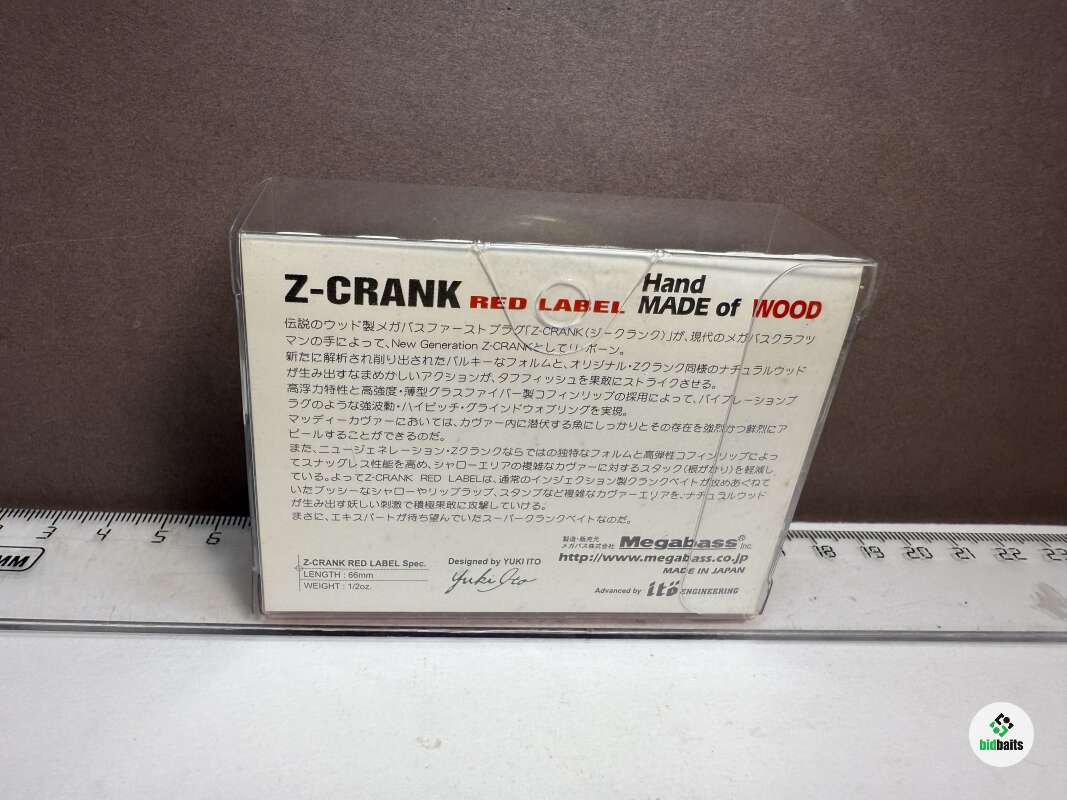 Z-CRANK RED LABEL Hand MADE of WOOD
伝説のウッド製メガバスファーストプラグ「Z-CRANK(ジークランク)」が、現代のメガバスクラフツ
マンの手によって、New Generation Z-CRANKとしてリ・ボーン。
新たに解析され削り出されたバルキーなフォルムと、オリジナル・Zクランク同様のナチュラルウッド
が生み出すなまめかしいアクションが、タフフィッシュを果敢にストライクさせる。
高浮力特性と高強度・薄型グラスファイバー製コフィンリップの採用によって、バイブレーションプ
ラグのような強波動・ハイピッチ・グラインドウォブリングを実現。
マッディーカヴァーにおいては、カヴァー内に潜伏する魚にしっかりとその存在を強烈かつ鮮烈にア
ピールすることができるのだ。
また、ニュージェネレーション・Zクランクならではの独特なフォルムと高弾性コフィンリップによっ
てスナッグレス性能を高め、シャローエリアの複雑なカヴァーに対するスタック(根がかり)を軽減し
ている。よってZ-CRANK RED LABELは、通常のインジェクション製クランクベイトが攻めあぐねて
いたブッシーなシャローやリップラップ、スタンプなど複雑なカヴァーエリアを、ナチュラルウッド
が生み出す妖しい刺激で積極果敢に攻撃していける。
まさに、エキスパートが待ち望んでいたスーパークランクベイトなのだ。
製造・販売元
メガバス株式会社 Megabass® Inc.
http://www.megabass.co.jp
MADE IN JAPAN
Z-CRANK RED LABEL Spec.
LENGTH : 66mm
WEIGHT : 1/2oz.
Designed by YUKI ITO
Yuki Ito
Advanced by itö ENGINEERING
3 4 5 6 18 19 20 21 22 23
MM
bidbaits